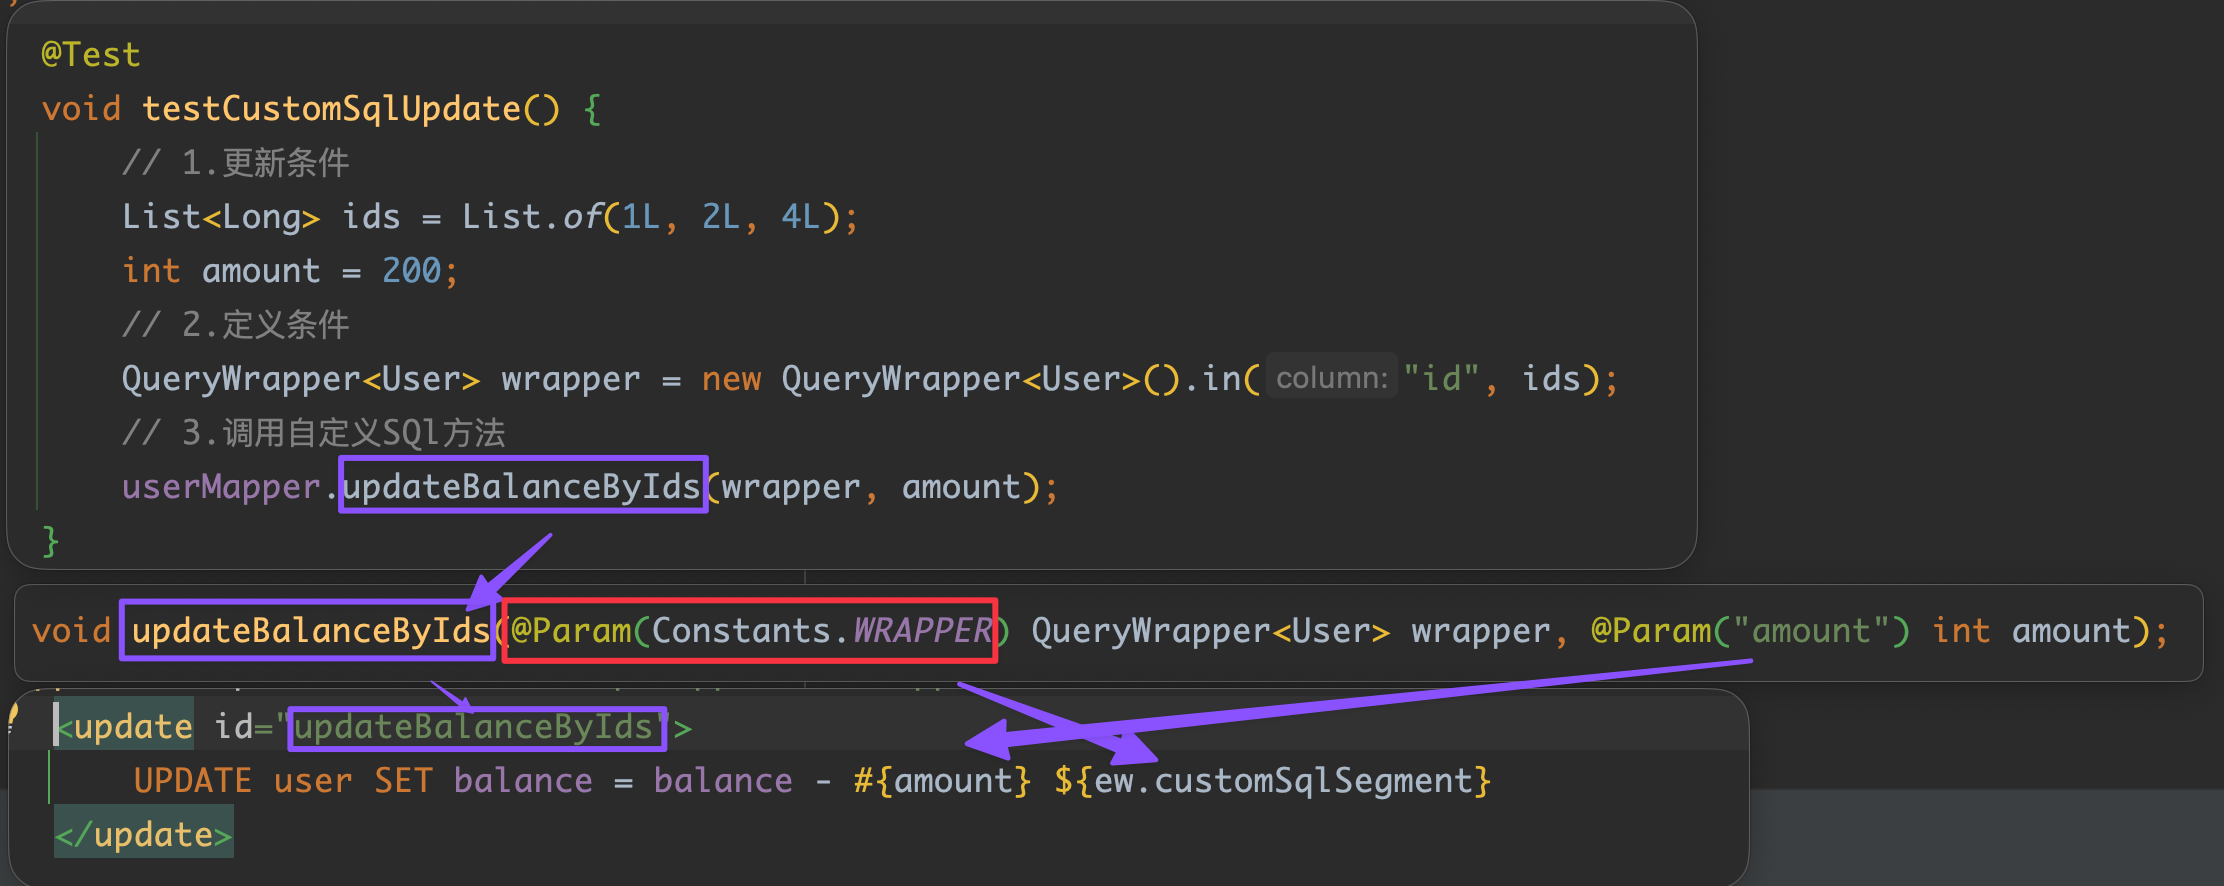 @Test
void testCustomSqlUpdate() {
// 1.更新条件
List<Long> ids = List.of(1L, 2L, 4L);
int amount = 200;
// 2.定义条件
QueryWrapper<User> wrapper = new QueryWrapper<User>().in( column: "id", ids);
// 3.调用自定义SQl方法
userMapper.updateBalanceByIds(wrapper, amount);
}
void updateBalanceByIds(@Param(Constants.WRAPPER) QueryWrapper<User> wrapper, @Param("amount") int amount);
<update id="updateBalanceByIds">
UPDATE user SET balance = balance - #{amount} ${ew.customSqlSegment}
</update>